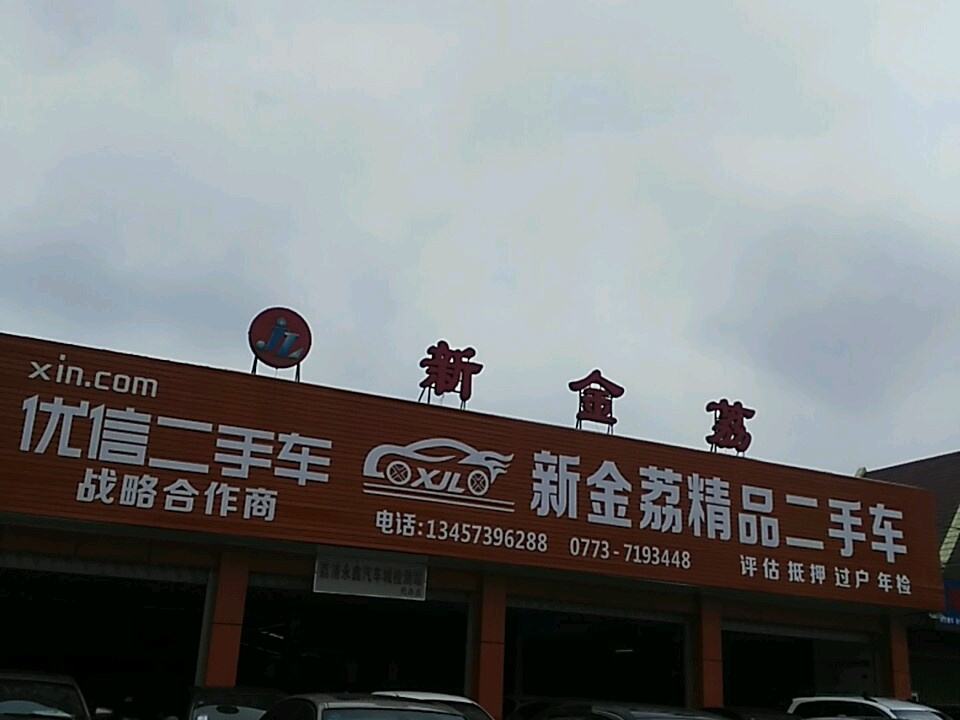 JL
新金荔
xin.com
优信二手车
战略合作商
XJL
新金荔精品二手车
电话:13457396288 0773-7193448
评估 抵押 过户 年检